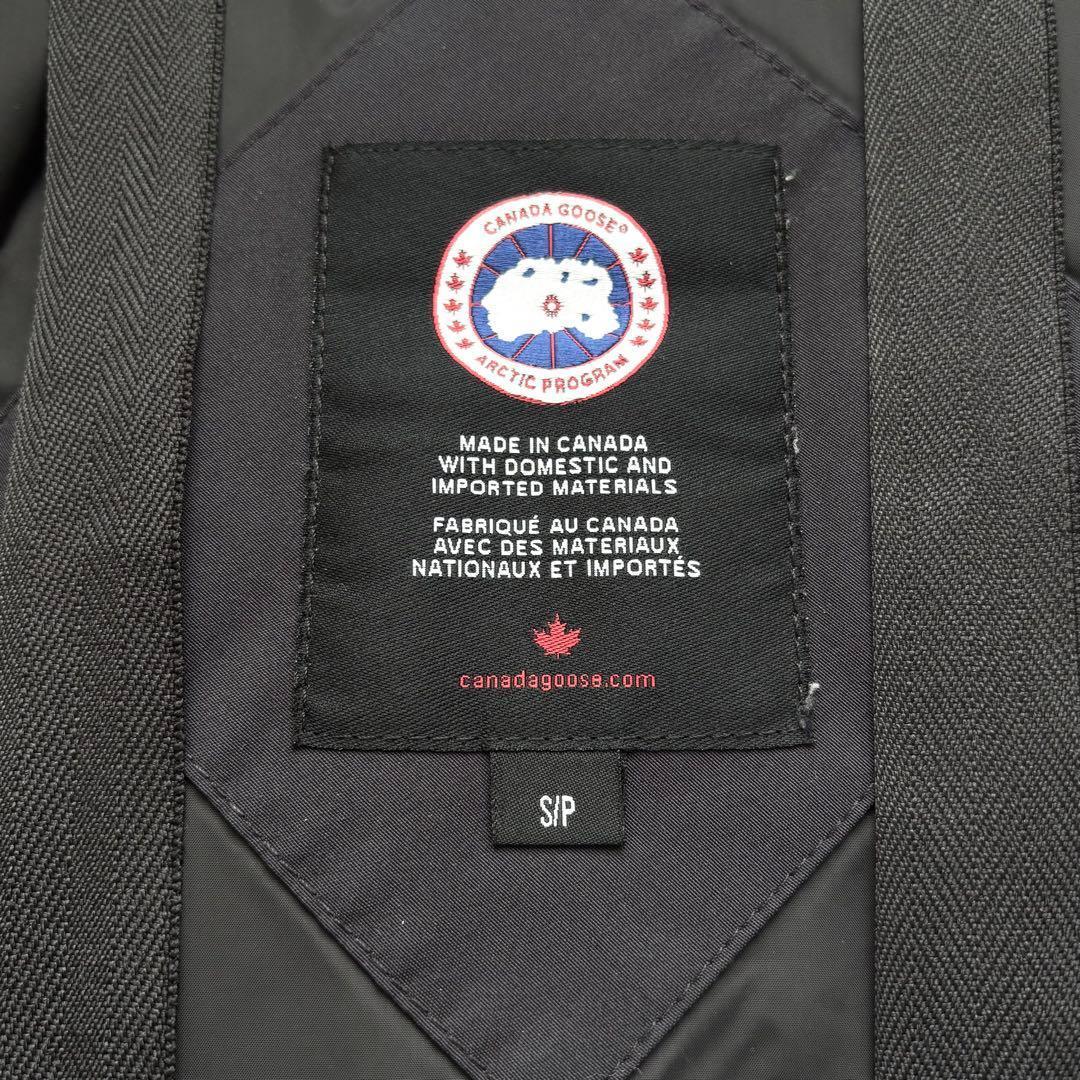 CANADA GOOSE®
ARCTIC PROGRAM
MADE IN CANADA
WITH DOMESTIC AND
IMPORTED MATERIALS
FABRIQUÉ AU CANADA
AVEC DES MATERIAUX
NATIONAUX ET IMPORTÉS
canadagoose.com
S/P